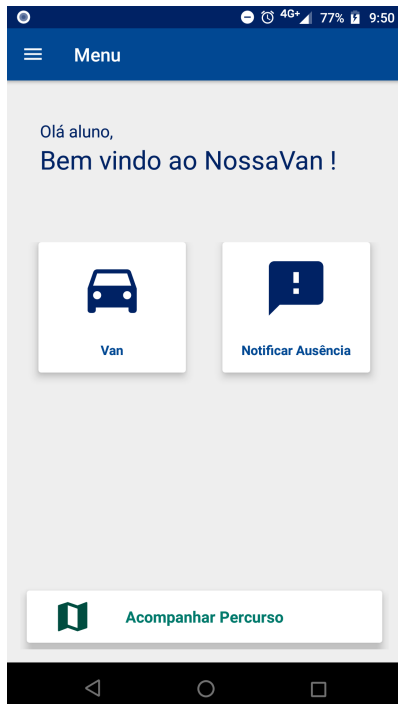 4G+ 77% 9:50
Menu
Olá aluno,
Bem vindo ao NossaVan !
Van
Notificar Ausência
Acompanhar Percurso